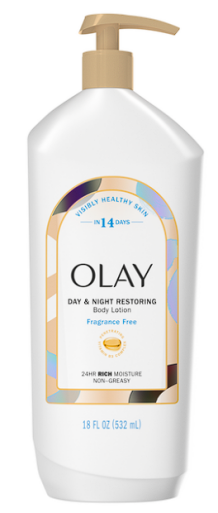 VISIBLY HEALTHY SKIN
IN 14 DAYS
OLAY
DAY & NIGHT RESTORING
Body Lotion
Fragrance Free
24HR RICH MOISTURE
NON-GREASY
18 FL OZ (532 mL)